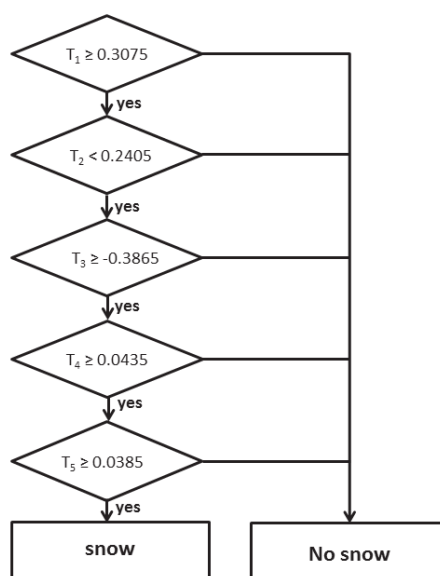 T₁ ≥ 0.3075
yes
T₂ < 0.2405
yes
T₃ ≥ -0.3865
yes
T₄ ≥ 0.0435
yes
T₅ ≥ 0.0385
yes
snow
No snow